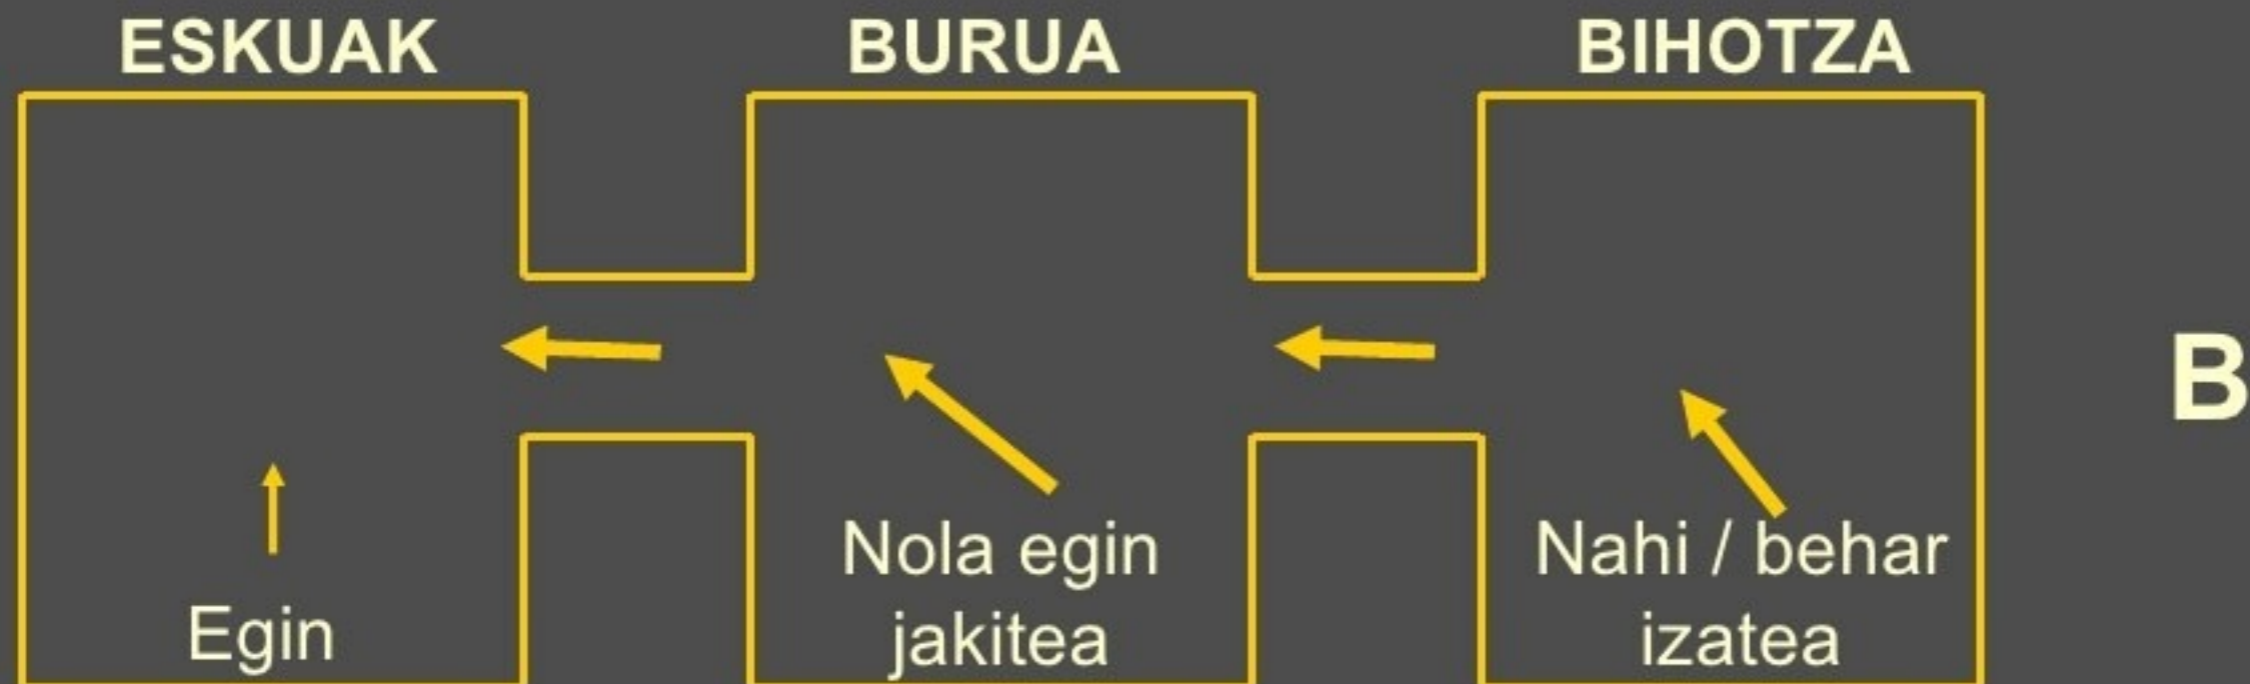 ESKUAK
BURUA
BIHOTZA
B
Nola egin
jakitea
Nahi / behar
izatea
Egin